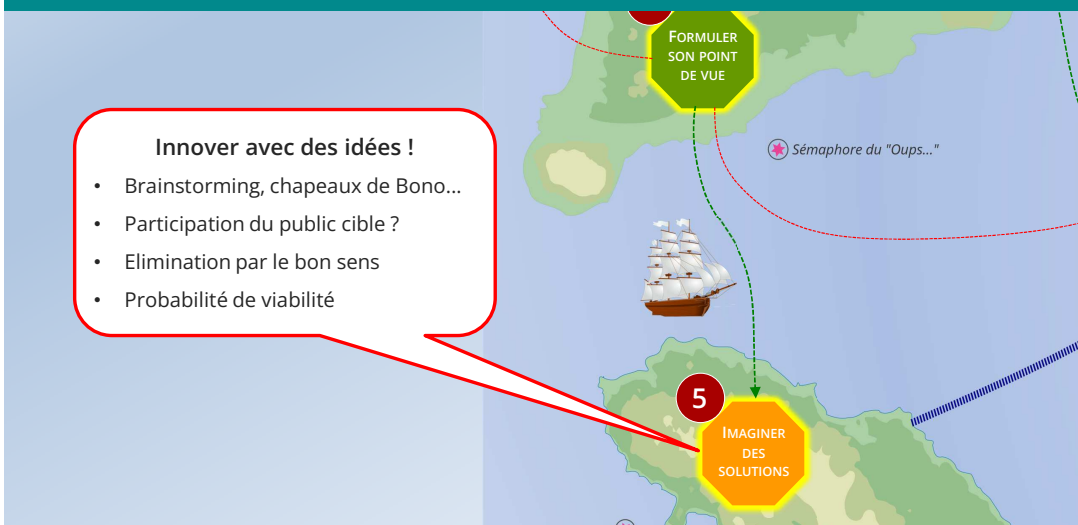 FORMULER
SON POINT
DE VUE
Sémaphore du "Oups..."
Innover avec des idées !
• Brainstorming, chapeaux de Bono...
• Participation du public cible ?
• Elimination par le bon sens
• Probabilité de viabilité
5
IMAGINER
DES
SOLUTIONS